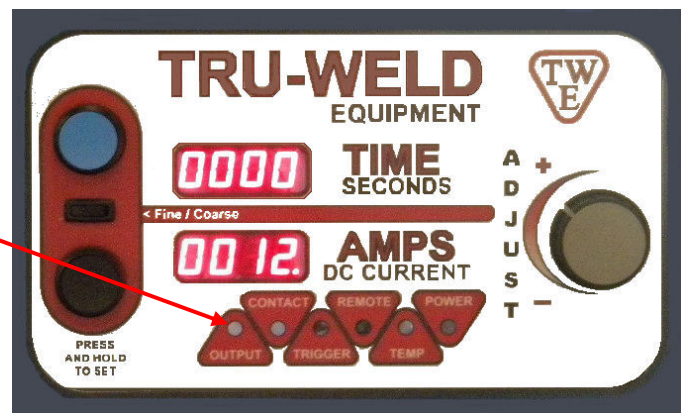 TRU-WELD
EQUIPMENT
TWE
0000
TIME
SECONDS
< Fine / Coarse
0012.
AMPS
DC CURRENT
CONTACT
REMOTE
POWER
OUTPUT
TRIGGER
TEMP
PRESS
AND HOLD
TO SET
+
ADJUST
−